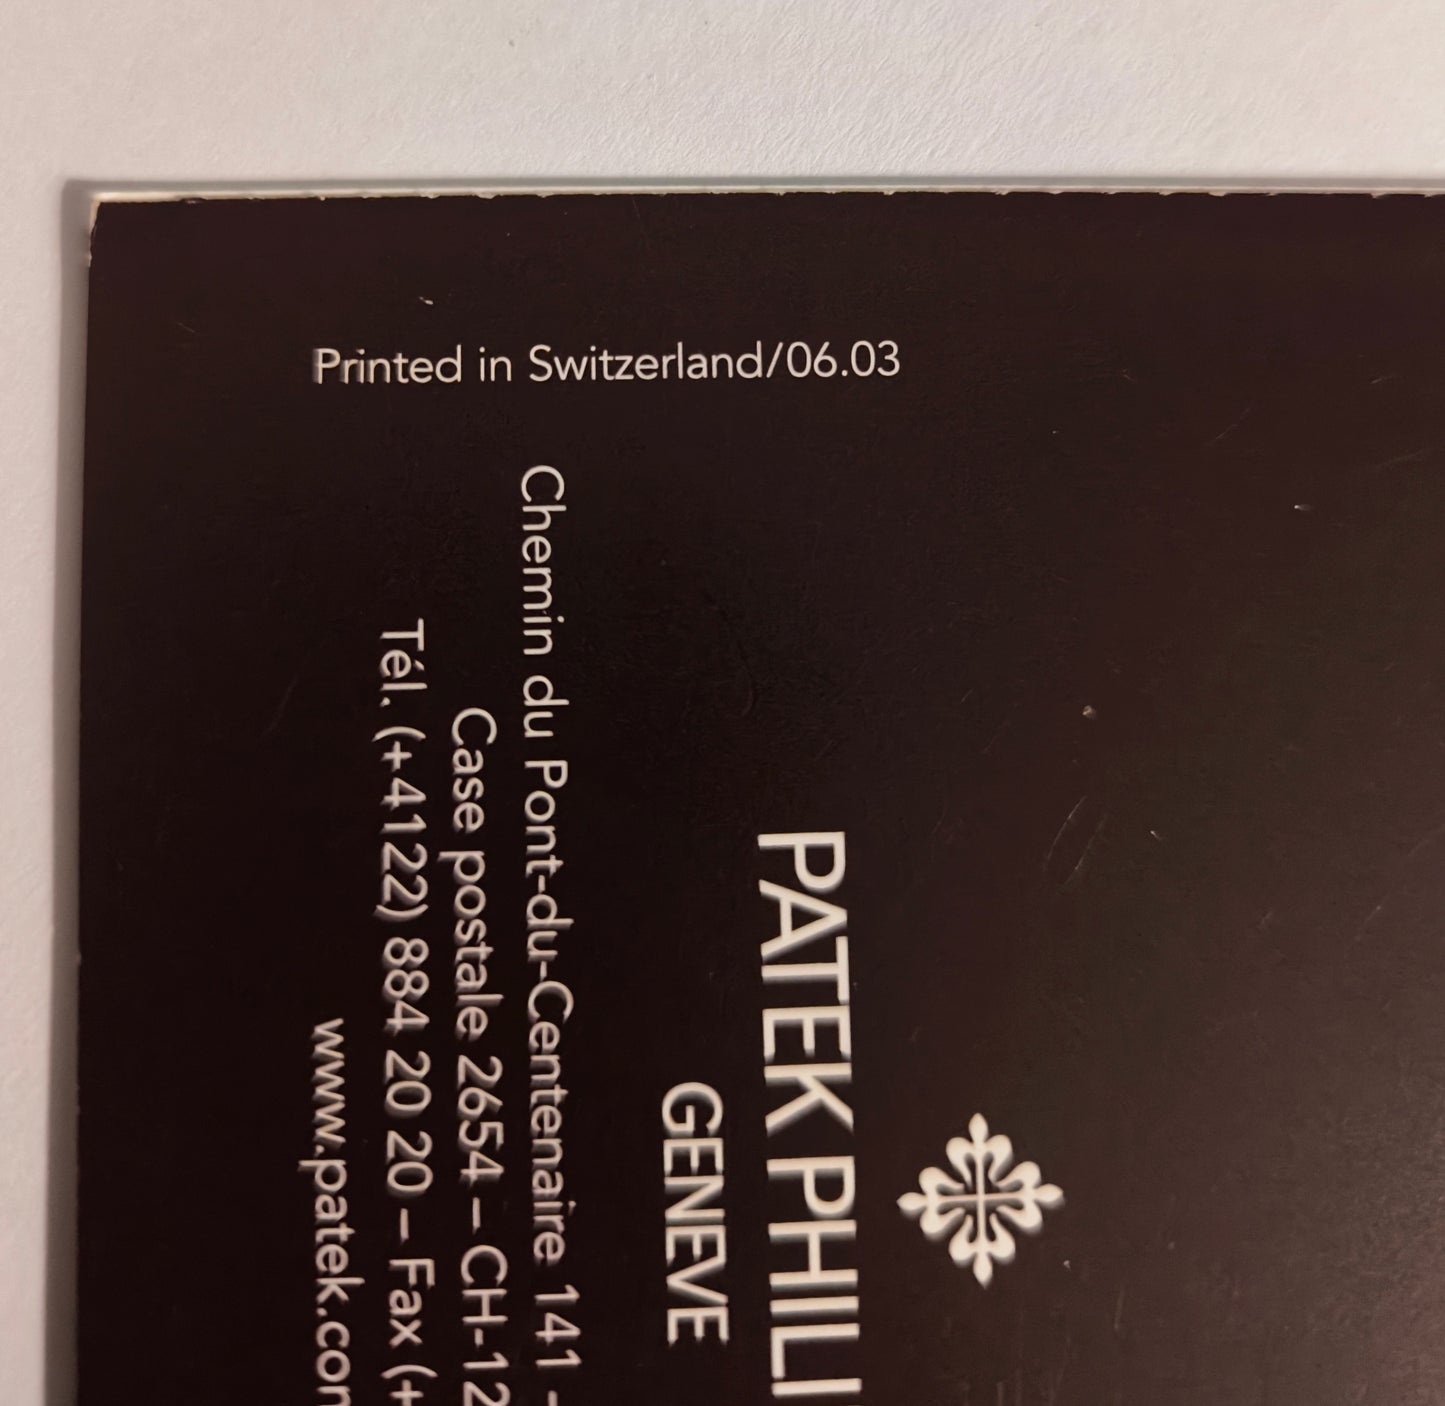 Printed in Switzerland/06.03
PATEK PHILI
GENEVE
Chemin du Pont-du-Centenaire 141 -
Case postale 2654 – CH-12
Tél. (+4122) 884 20 20 – Fax (+
www.patek.com